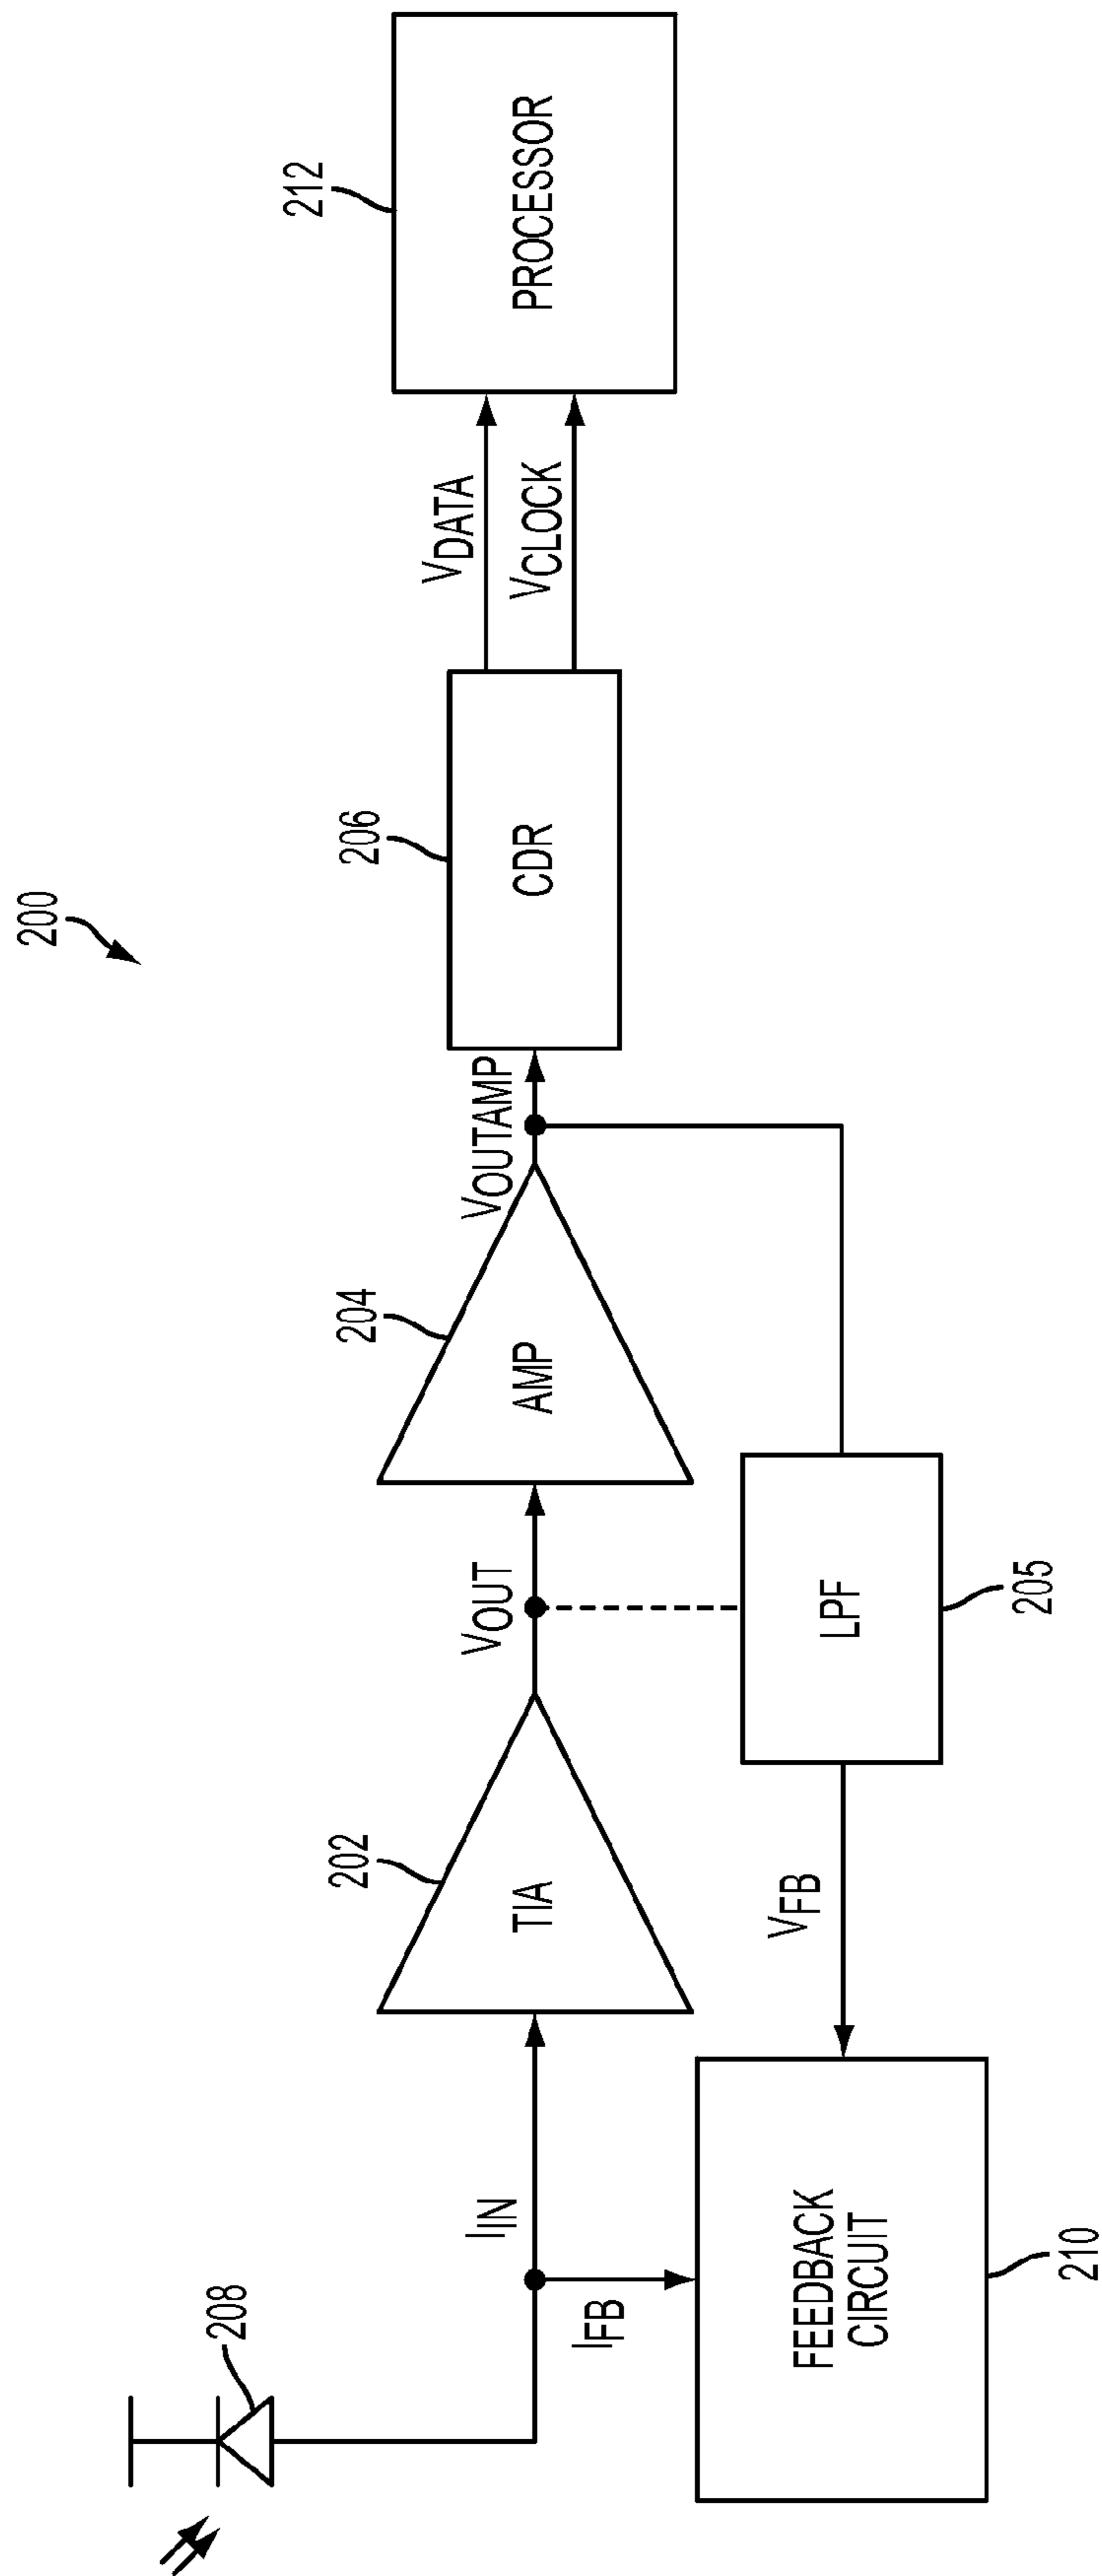 200
208
202
204
206
212
TIA
AMP
CDR
PROCESSOR
IIN
VOUT
VOUTAMP
VDATA
VCLOCK
IFB
VFB
FEEDBACK
CIRCUIT
LPF
210
205